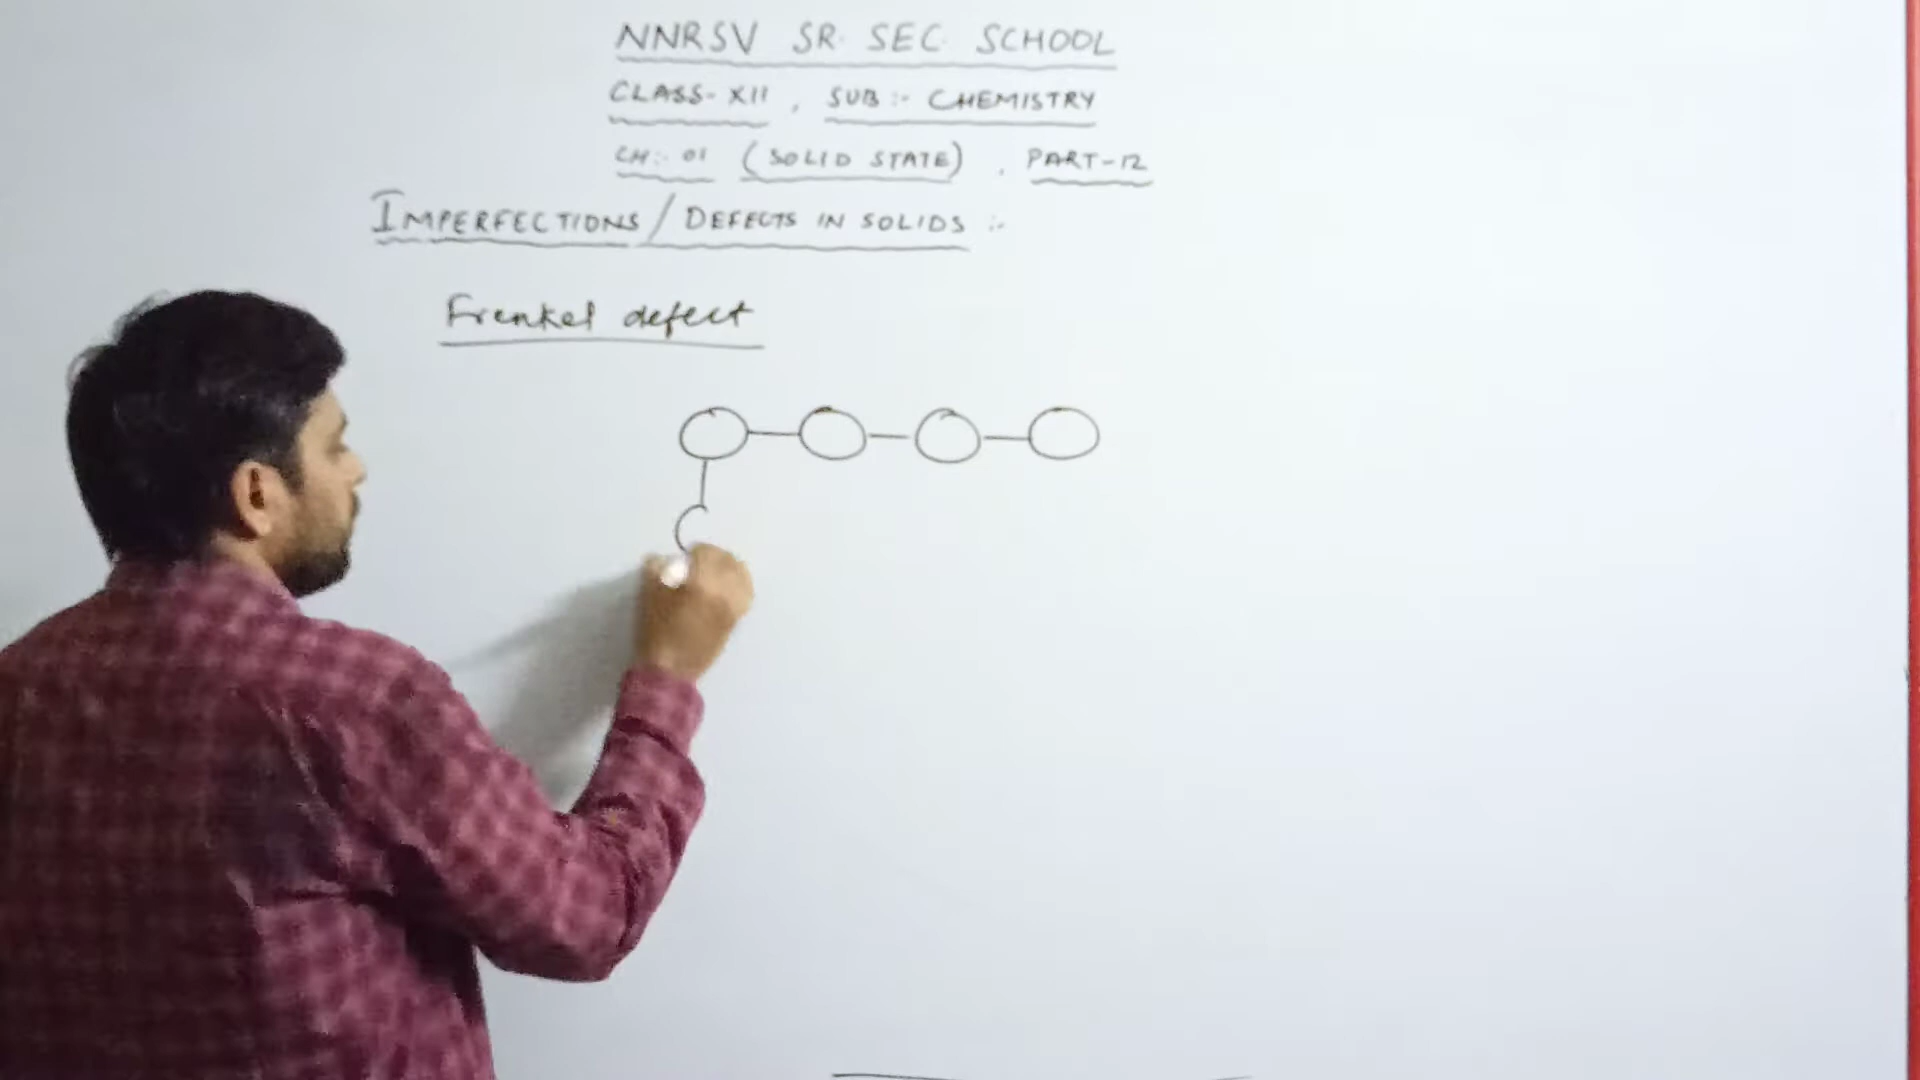 NNRSV SR. SEC. SCHOOL
CLASS-XII, SUB:- CHEMISTRY
CH:- 01 (SOLID STATE), PART-12
IMPERFECTIONS/DEFECTS IN SOLIDS :-
Frenkel defect